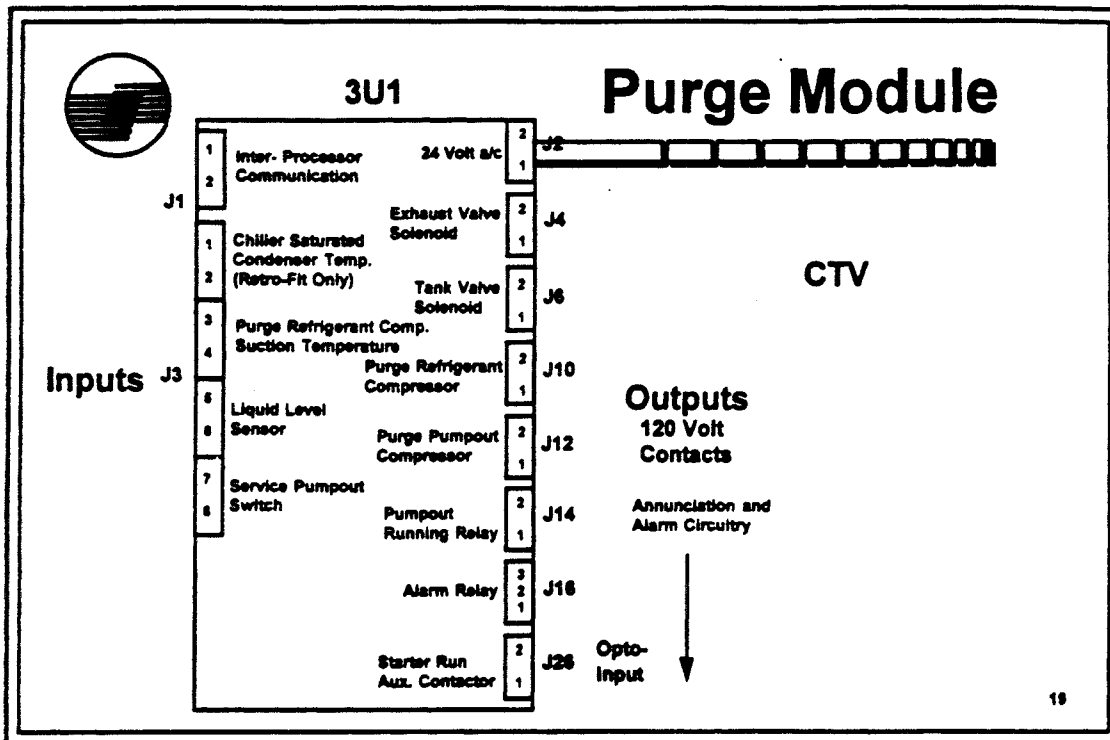 3U1
Purge Module
J1
1
2
Inter- Processor
Communication
Inputs
J3
1
2
Chiller Saturated
Condenser Temp.
(Retro-Fit Only)
3
4
Purge Refrigerant Comp.
Suction Temperature
5
6
Liquid Level
Sensor
7
8
Service Pumpout
Switch
24 Volt a/c
2
1
J2
Exhaust Valve
Solenoid
2
1
J4
Tank Valve
Solenoid
2
1
J6
Purge Refrigerant
Compressor
2
1
J10
Purge Pumpout
Compressor
2
1
J12
Pumpout
Running Relay
2
1
J14
Alarm Relay
3
2
1
J16
Starter Run
Aux. Contactor
2
1
J26
Opto-
Input
CTV
Outputs
120 Volt
Contacts
Annunciation and
Alarm Circuitry